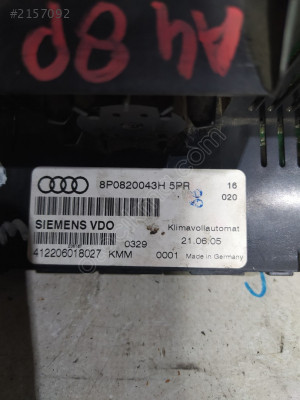 #2157092
A4 8P
8P0820043H 5PR 16
020
SIEMENS VDO
Klimavollautomat
0329
21.06.05
412206018027 KMM 0001 Made in Germany